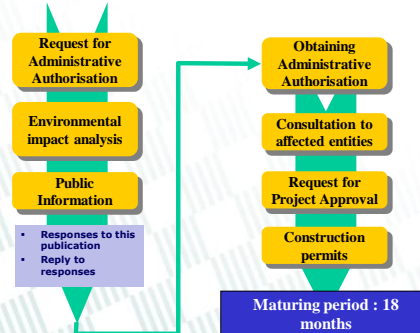 Request for
Administrative
Authorisation
Environmental
impact analysis
Public
Information
▪ Responses to this
publication
▪ Reply to
responses
Obtaining
Administrative
Authorisation
Consultation to
affected entities
Request for
Project Approval
Construction
permits
Maturing period : 18
months